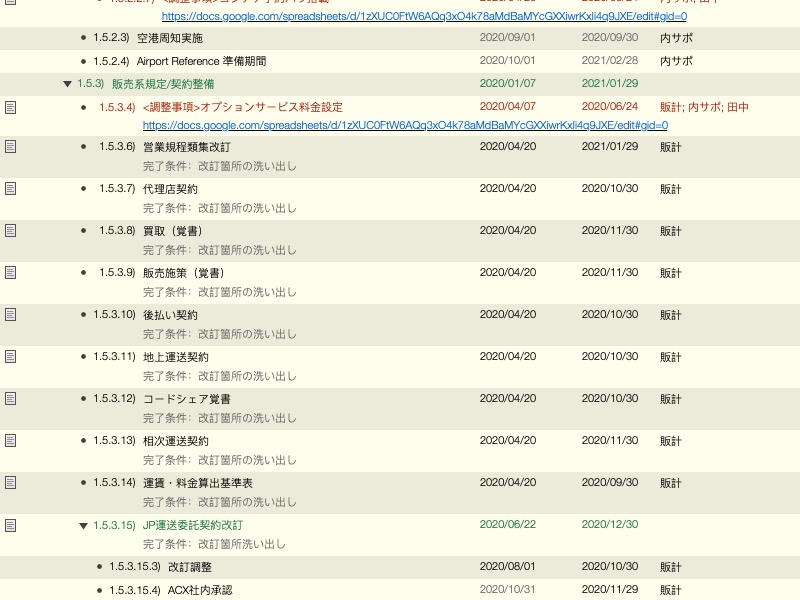 https://docs.google.com/spreadsheets/d/1zXUC0FtW6AQq3xO4k78aMdBaMYcGXXiwrKxIi4q9JXE/edit#gid=0
• 1.5.2.3) 空港周知実施 2020/09/01 2020/09/30 内サポ
• 1.5.2.4) Airport Reference 準備期間 2020/10/01 2021/02/28 内サポ
▼ 1.5.3) 販売系規定/契約整備 2020/01/07 2021/01/29
• 1.5.3.4) <調整事項>オプションサービス料金設定 2020/04/07 2020/06/24 販計; 内サポ; 田中
https://docs.google.com/spreadsheets/d/1zXUC0FtW6AQq3xO4k78aMdBaMYcGXXiwrKxIi4q9JXE/edit#gid=0
• 1.5.3.6) 営業規程類集改訂 2020/04/20 2021/01/29 販計
完了条件: 改訂箇所の洗い出し
• 1.5.3.7) 代理店契約 2020/04/20 2020/10/30 販計
完了条件: 改訂箇所の洗い出し
• 1.5.3.8) 買取（覚書） 2020/04/20 2020/11/30 販計
完了条件: 改訂箇所の洗い出し
• 1.5.3.9) 販売施策（覚書） 2020/04/20 2020/11/30 販計
完了条件: 改訂箇所の洗い出し
• 1.5.3.10) 後払い契約 2020/04/20 2020/10/30 販計
完了条件: 改訂箇所の洗い出し
• 1.5.3.11) 地上運送契約 2020/04/20 2020/10/30 販計
完了条件: 改訂箇所の洗い出し
• 1.5.3.12) コードシェア覚書 2020/04/20 2020/10/30 販計
完了条件: 改訂箇所の洗い出し
• 1.5.3.13) 相次運送契約 2020/04/20 2020/11/30 販計
完了条件: 改訂箇所の洗い出し
• 1.5.3.14) 運賃・料金算出基準表 2020/04/20 2020/09/30 販計
完了条件: 改訂箇所の洗い出し
▼ 1.5.3.15) JP運送委託契約改訂 2020/06/22 2020/12/30
完了条件: 改訂箇所洗い出し
• 1.5.3.15.3) 改訂調整 2020/08/01 2020/10/30 販計
• 1.5.3.15.4) ACX社内承認 2020/10/31 2020/11/29 販計